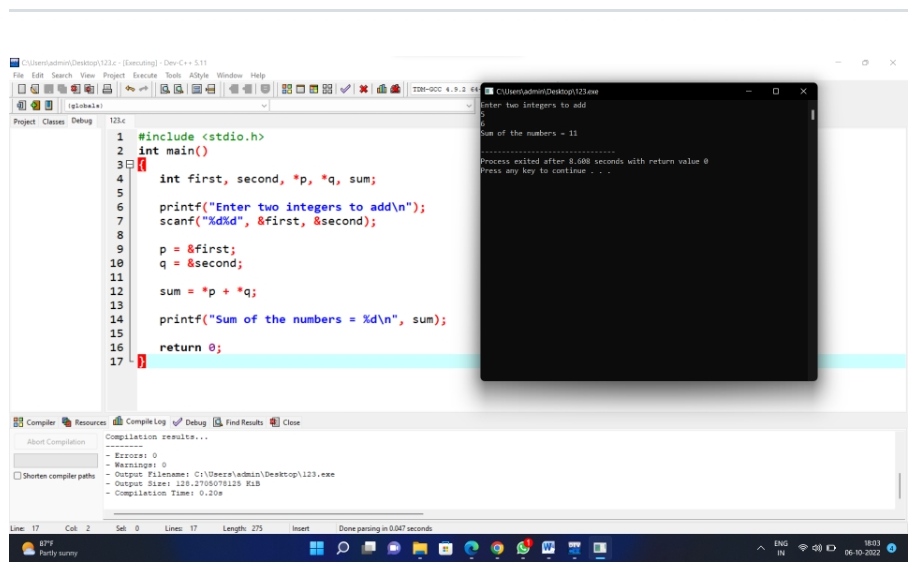 C:\Users\admin\Desktop\123.c - [Executing] - Dev-C++ 5.11
File Edit Search View Project Execute Tools AStyle Window Help
TDM-GCC 4.9.2 64-
(globals)
Project Classes Debug
123.c
1 #include <stdio.h>
2 int main()
3 {
4 int first, second, *p, *q, sum;
5
6 printf("Enter two integers to add\n");
7 scanf("%d%d", &first, &second);
8
9 p = &first;
10 q = &second;
11
12 sum = *p + *q;
13
14 printf("Sum of the numbers = %d\n", sum);
15
16 return 0;
17 }
C:\Users\admin\Desktop\123.exe
Enter two integers to add
5
6
Sum of the numbers = 11
--------------------------------
Process exited after 8.608 seconds with return value 0
Press any key to continue . . .
Compiler Resources Compile Log Debug Find Results Close
Abort Compilation
Shorten compiler paths
Compilation results...
--------
- Errors: 0
- Warnings: 0
- Output Filename: C:\Users\admin\Desktop\123.exe
- Output Size: 128.2705078125 KiB
- Compilation Time: 0.20s
Line: 17 Col: 2 Sel: 0 Lines: 17 Length: 275 Insert Done parsing in 0.047 seconds
87°F
Partly sunny
ENG
IN
18:03
06-10-2022